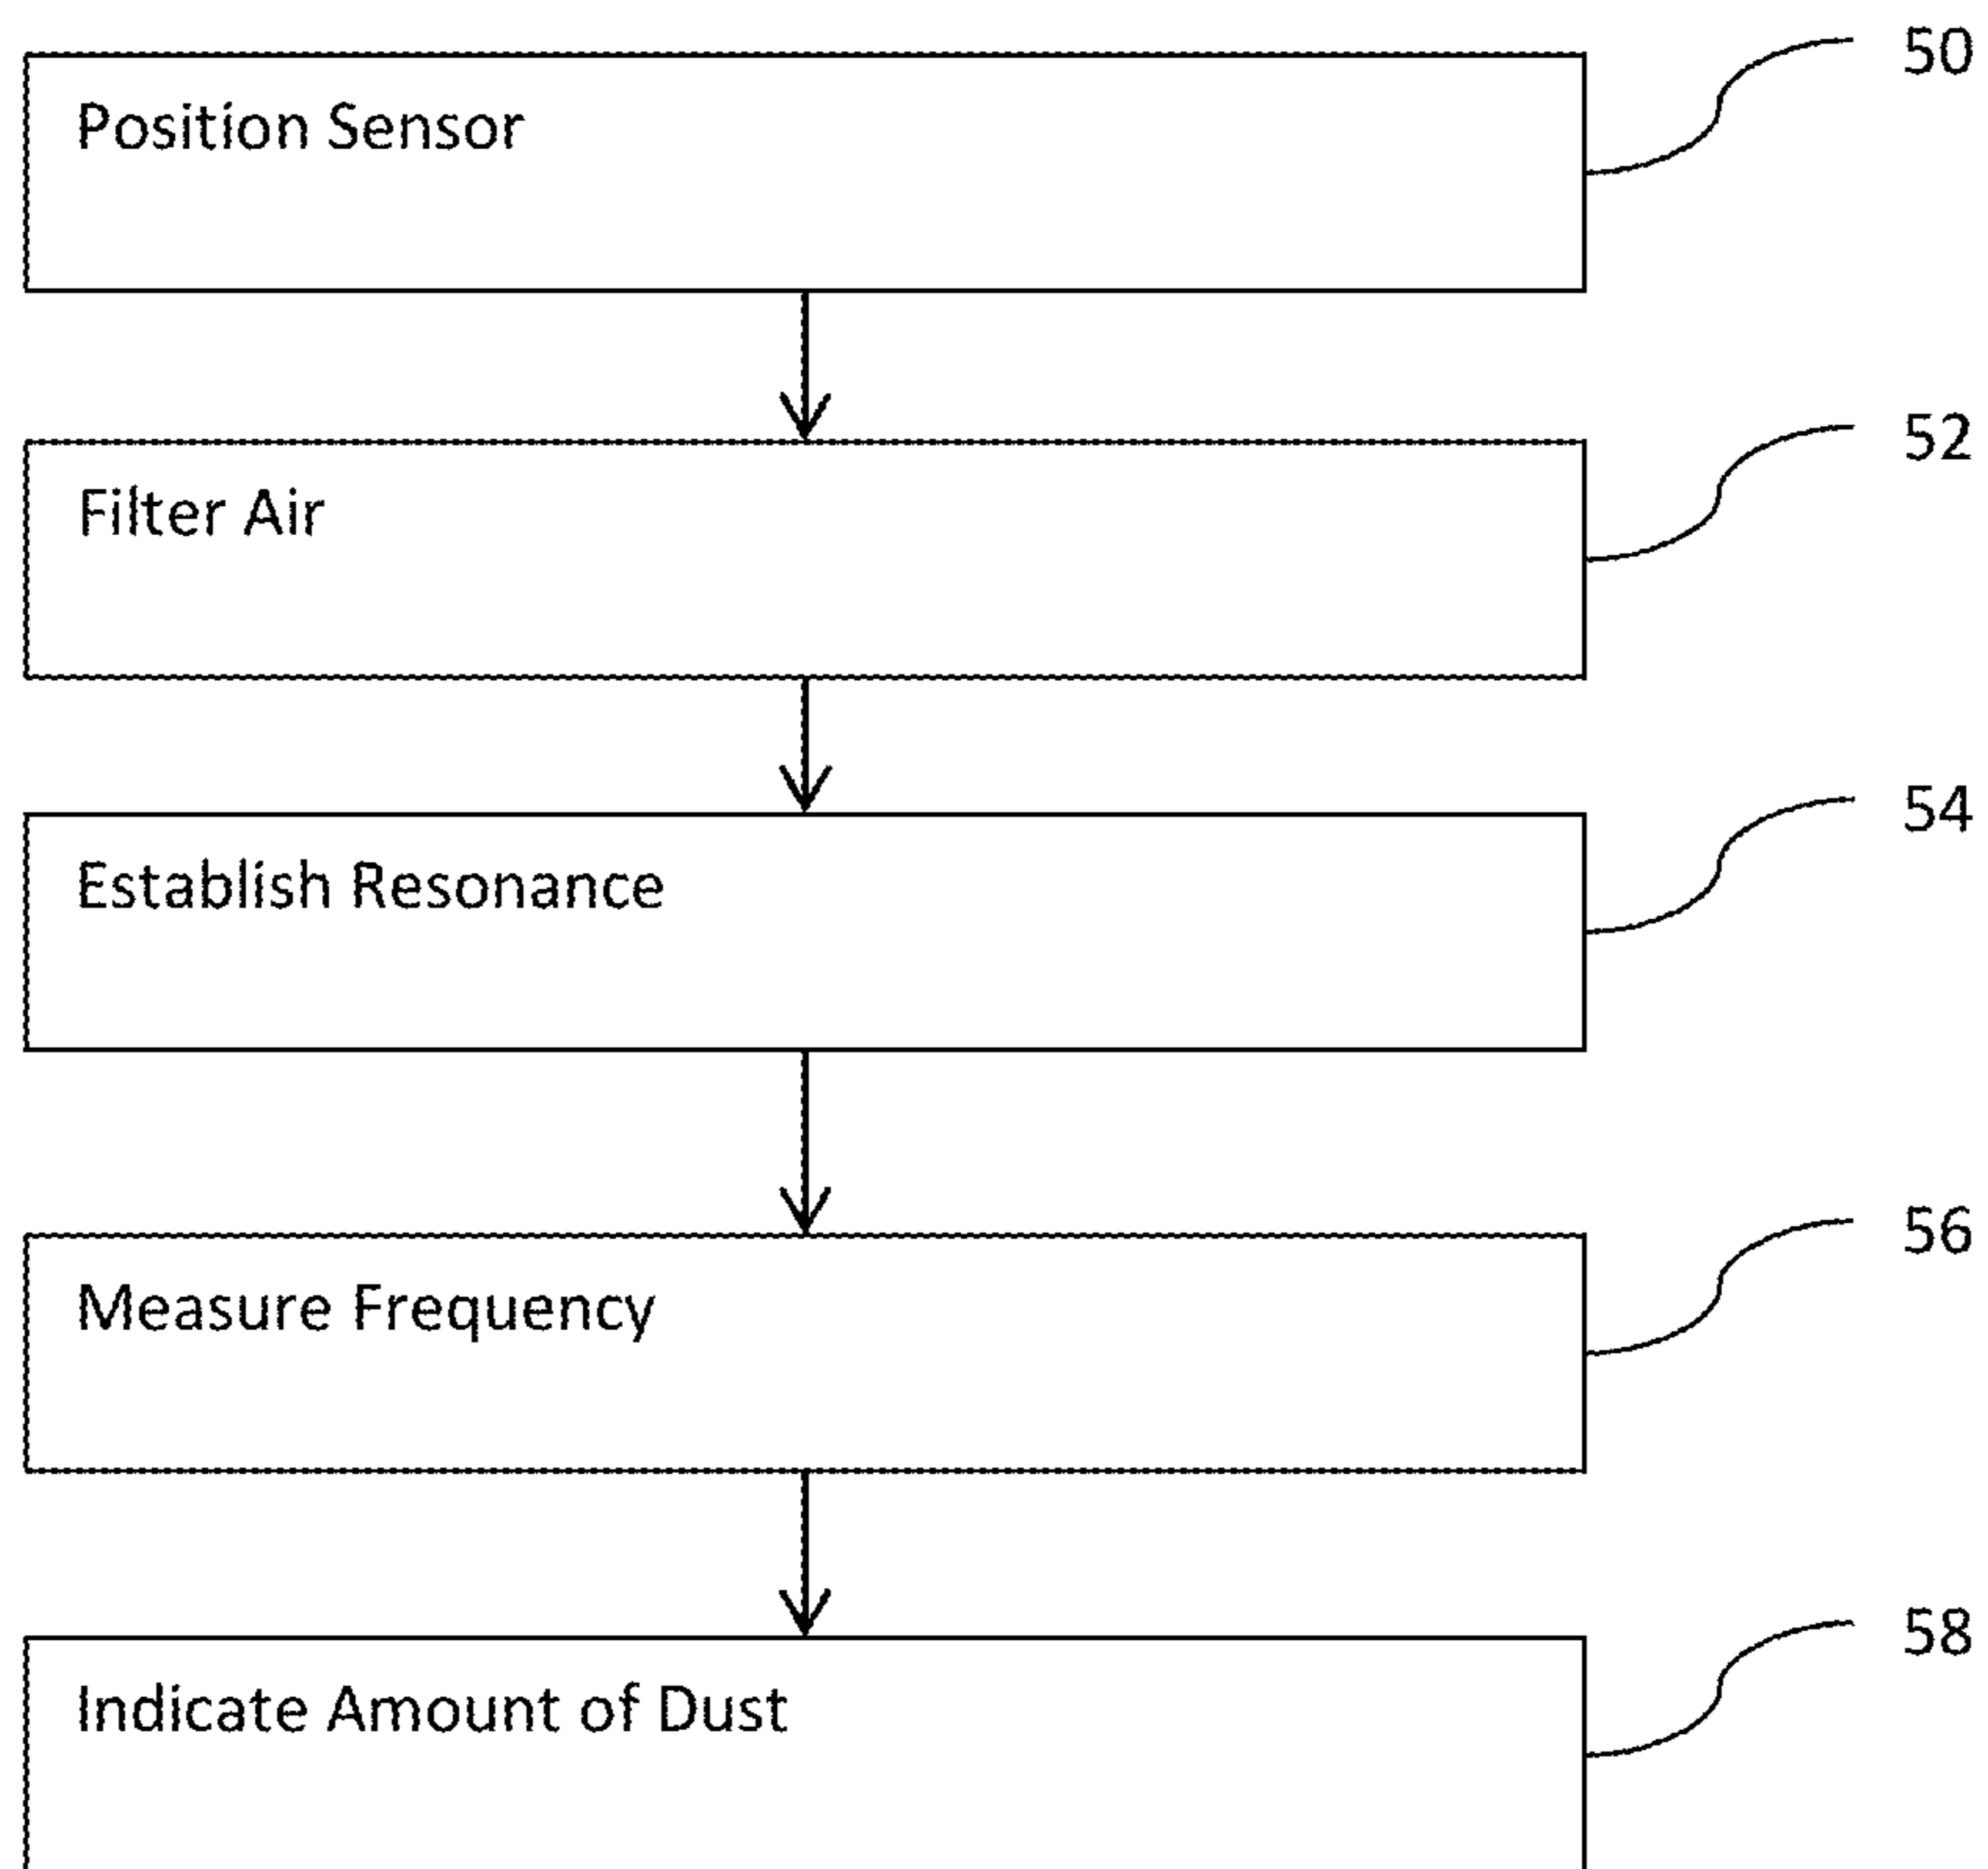 50
Position Sensor
52
Filter Air
54
Establish Resonance
56
Measure Frequency
58
Indicate Amount of Dust